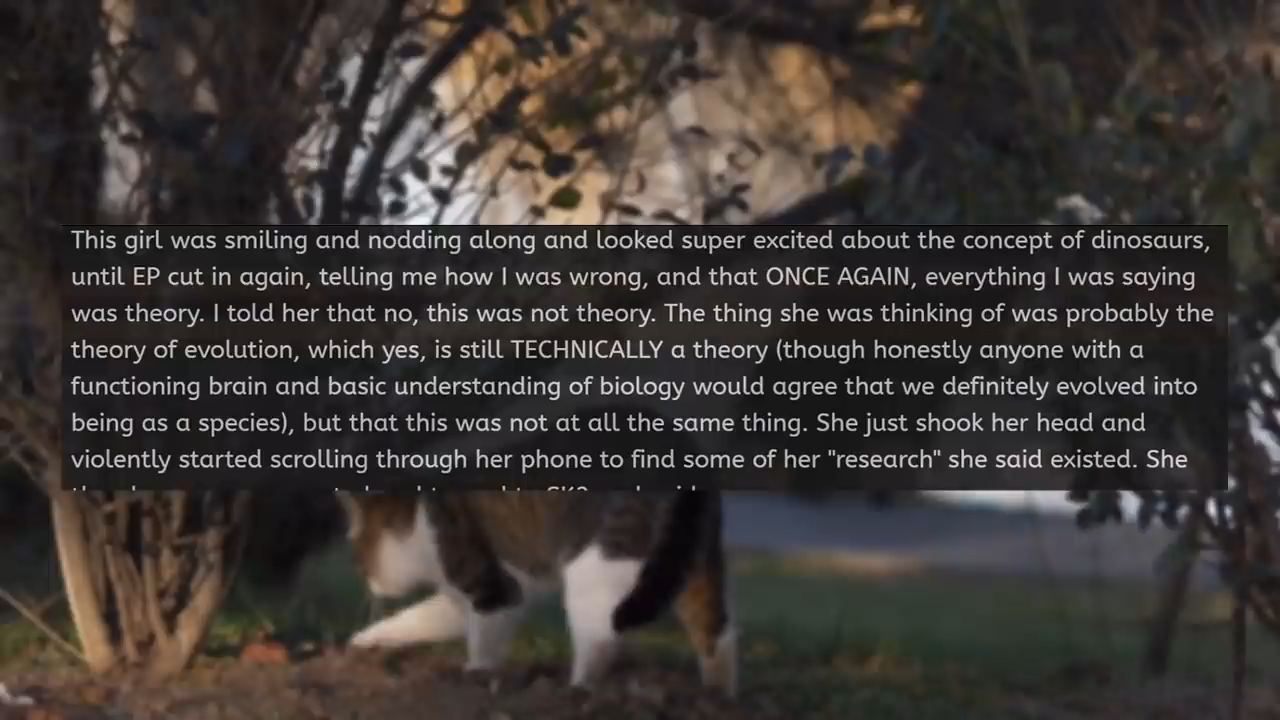 This girl was smiling and nodding along and looked super excited about the concept of dinosaurs,
until EP cut in again, telling me how I was wrong, and that ONCE AGAIN, everything I was saying
was theory. I told her that no, this was not theory. The thing she was thinking of was probably the
theory of evolution, which yes, is still TECHNICALLY a theory (though honestly anyone with a
functioning brain and basic understanding of biology would agree that we definitely evolved into
being as a species), but that this was not at all the same thing. She just shook her head and
violently started scrolling through her phone to find some of her "research" she said existed. She